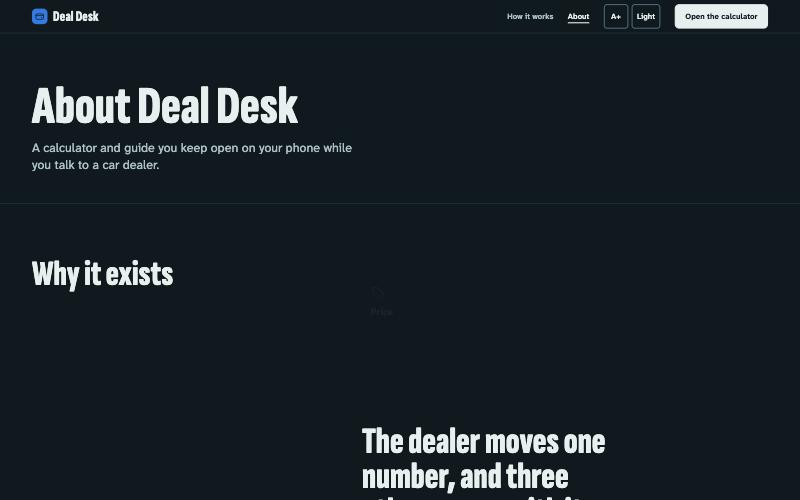 Deal Desk
How it works
About
A+
Light
Open the calculator
About Deal Desk
A calculator and guide you keep open on your phone while
you talk to a car dealer.
Why it exists
Price
The dealer moves one
number, and three